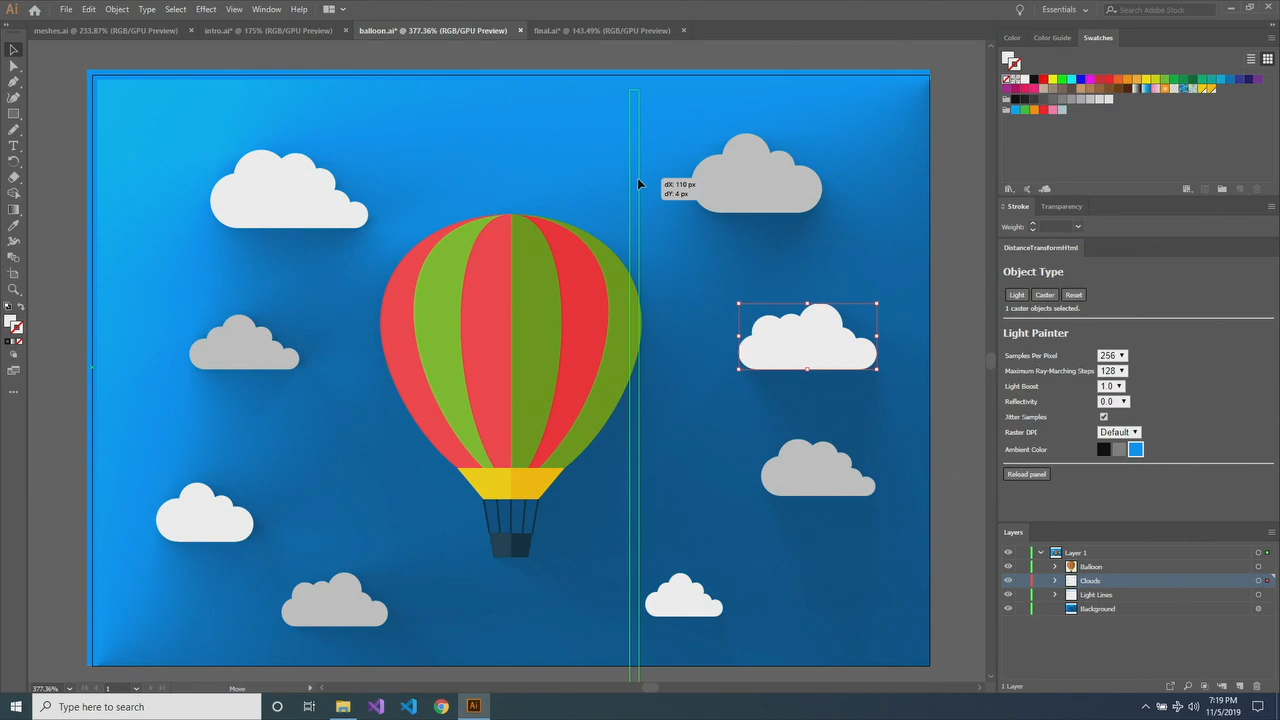 Ai File Edit Object Type Select Effect View Window Help Essentials Search Adobe Stock
meshes.ai @ 233.87% (RGB/GPU Preview) × intro.ai* @ 175% (RGB/GPU Preview) × balloon.ai* @ 377.36% (RGB/GPU Preview) × final.ai* @ 143.49% (RGB/GPU Preview) ×
Color Color Guide Swatches
dX: 110 px
dY: 4 px
Stroke Transparency
Weight:
DistanceTransformHtml
Object Type
Light Caster Reset
1 caster objects selected.
Light Painter
Samples Per Pixel 256
Maximum Ray-Marching Steps 128
Light Boost 1.0
Reflectivity 0.0
Jitter Samples
Raster DPI Default
Ambient Color
Reload panel
Layers
Layer 1
Balloon
Clouds
Light Lines
Background
377.36% 1 Move 1 Layer
Type here to search Ai 7:19 PM
11/5/2019